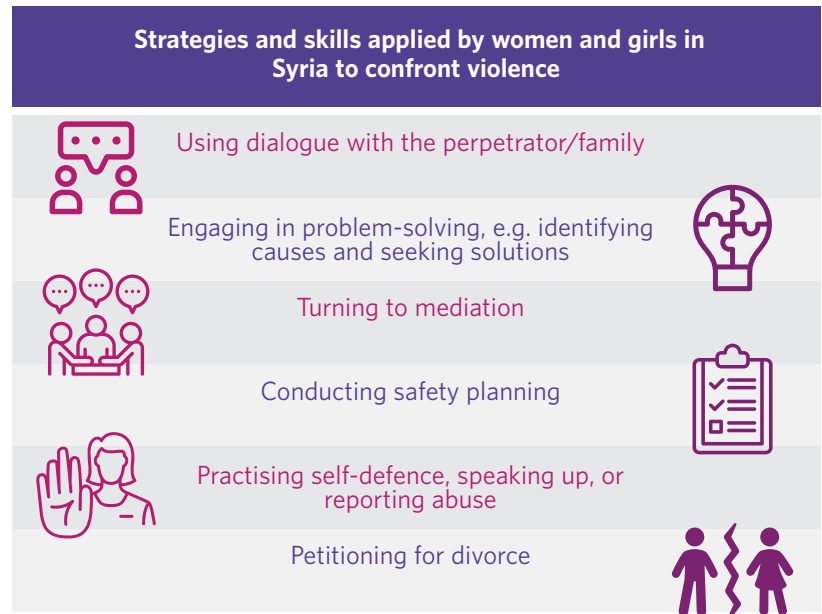 Strategies and skills applied by women and girls in
Syria to confront violence
Using dialogue with the perpetrator/family
Engaging in problem-solving, e.g. identifying
causes and seeking solutions
Turning to mediation
Conducting safety planning
Practising self-defence, speaking up, or
reporting abuse
Petitioning for divorce